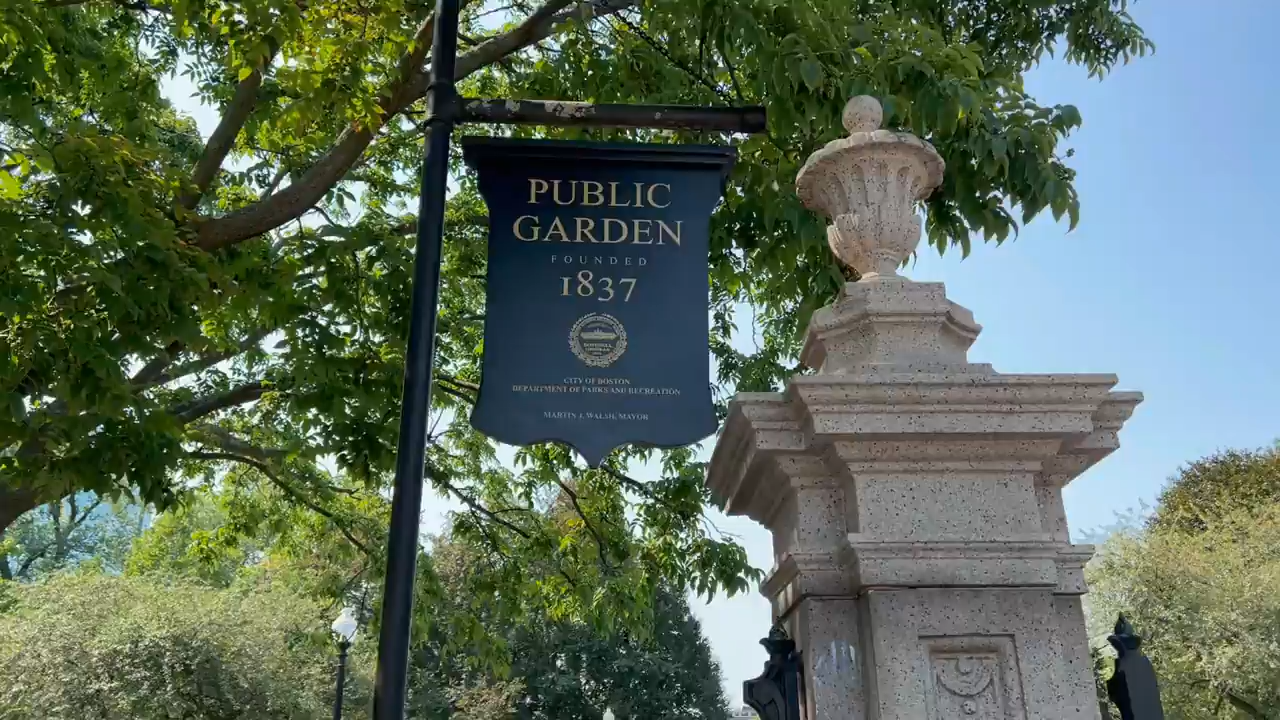 PUBLIC
GARDEN
FOUNDED
1837
CITY OF BOSTON
DEPARTMENT OF PARKS AND RECREATION
MARTIN J. WALSH, MAYOR